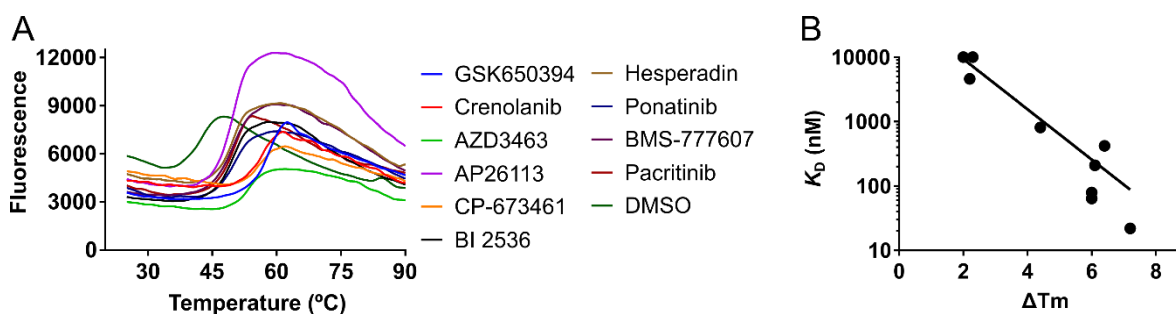 A
12000
9000
6000
3000
0
Fluorescence
30 45 60 75 90
Temperature (ºC)
GSK650394
Crenolanib
AZD3463
AP26113
CP-673461
BI 2536
Hesperadin
Ponatinib
BMS-777607
Pacritinib
DMSO
B
10000
1000
100
10
KD (nM)
0 2 4 6 8
ΔTm